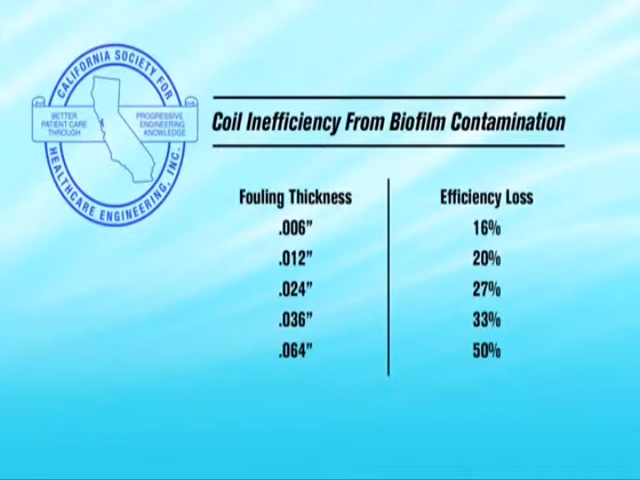 CALIFORNIA SOCIETY FOR
BETTER
PATIENT CARE
THROUGH
PROGRESSIVE
ENGINEERING
KNOWLEDGE
HEALTHCARE ENGINEERING, INC.
Coil Inefficiency From Biofilm Contamination
Fouling Thickness Efficiency Loss
.006” 16%
.012” 20%
.024” 27%
.036” 33%
.064” 50%